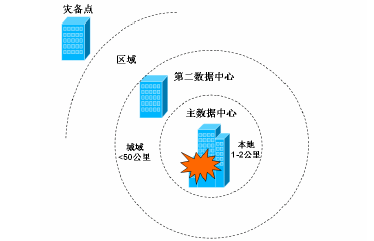 灾备点
区域
第二数据中心
主数据中心
城域
<50公里
本地
1-2公里